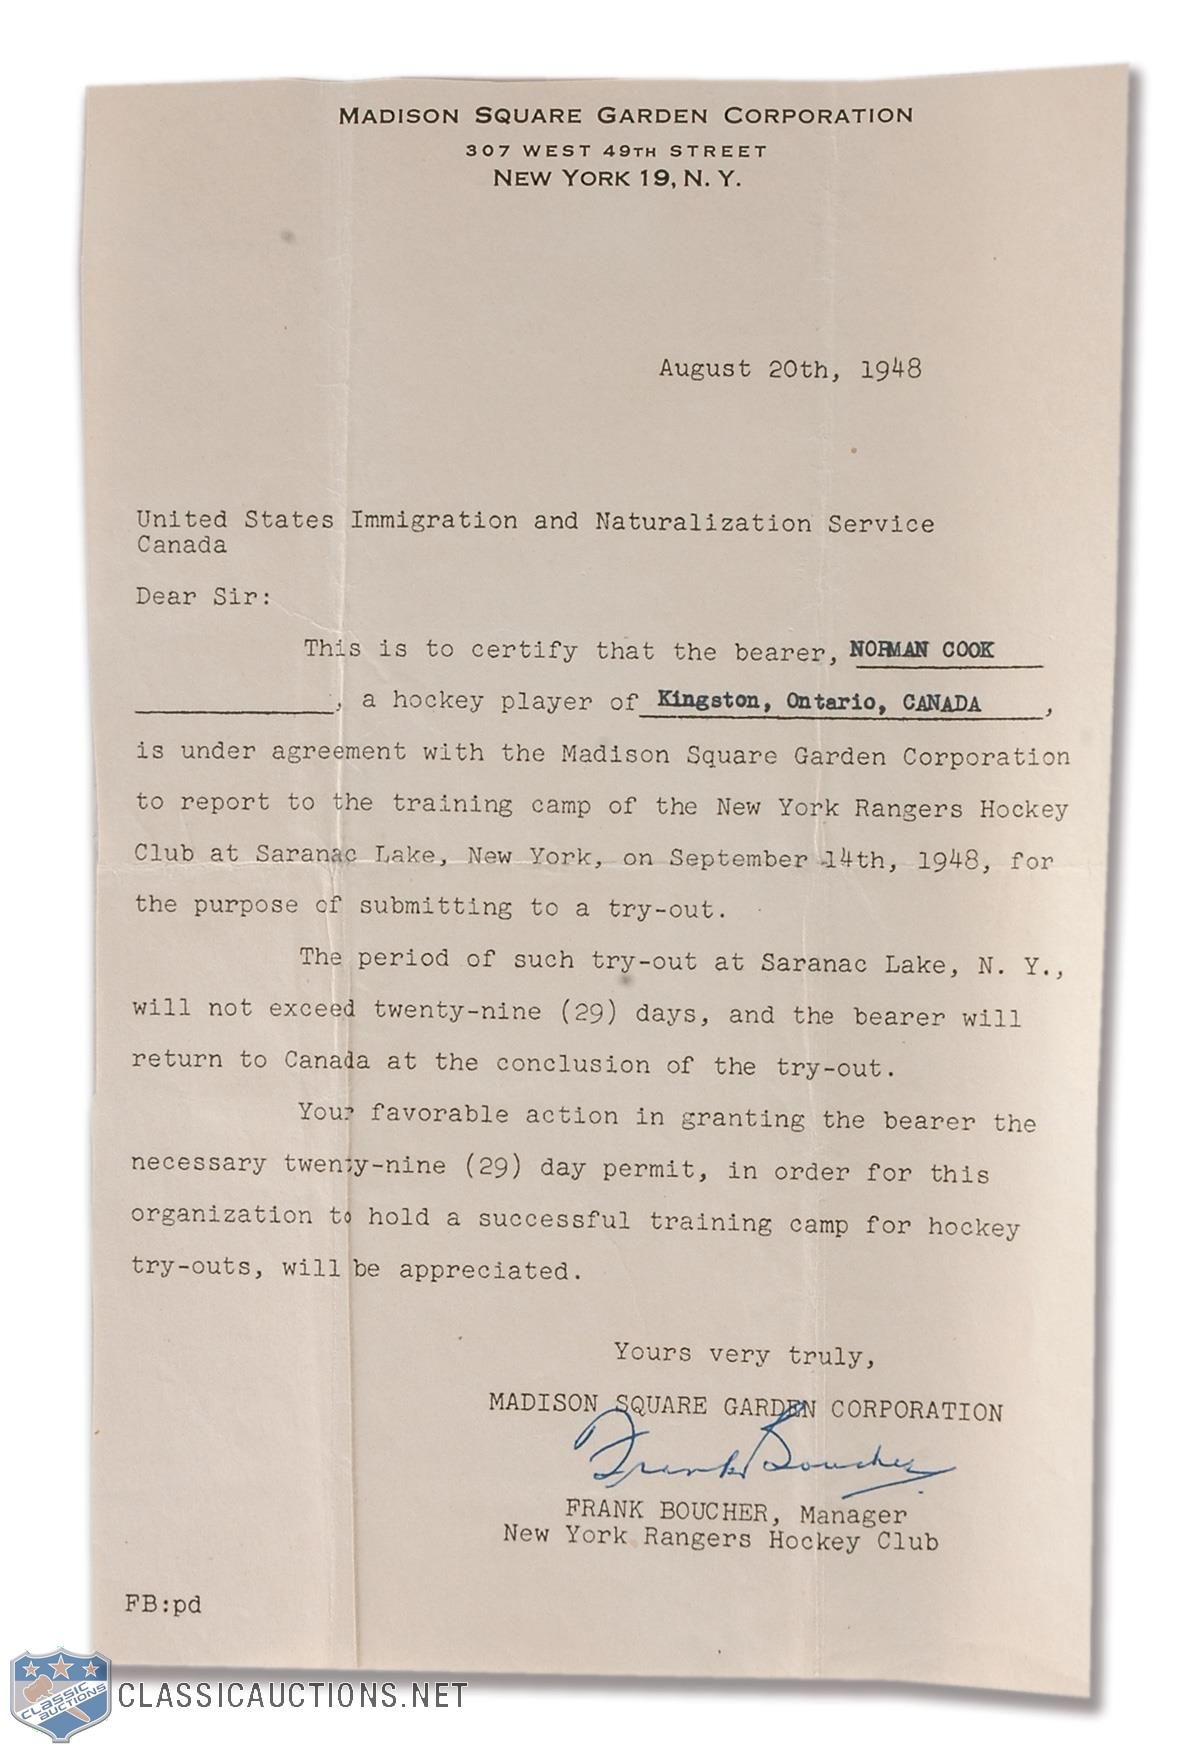 MADISON SQUARE GARDEN CORPORATION
307 WEST 49TH STREET
NEW YORK 19, N. Y.
August 20th, 1948
United States Immigration and Naturalization Service
Canada
Dear Sir:
This is to certify that the bearer, NORMAN COOK
, a hockey player of Kingston, Ontario, CANADA,
is under agreement with the Madison Square Garden Corporation
to report to the training camp of the New York Rangers Hockey
Club at Saranac Lake, New York, on September 14th, 1948, for
the purpose of submitting to a try-out.
The period of such try-out at Saranac Lake, N. Y.,
will not exceed twenty-nine (29) days, and the bearer will
return to Canada at the conclusion of the try-out.
Your favorable action in granting the bearer the
necessary twenty-nine (29) day permit, in order for this
organization to hold a successful training camp for hockey
try-outs, will be appreciated.
Yours very truly,
MADISON SQUARE GARDEN CORPORATION
Frank Boucher
FRANK BOUCHER, Manager
New York Rangers Hockey Club
FB:pd
CLASSIC AUCTIONS
CLASSICAUCTIONS.NET